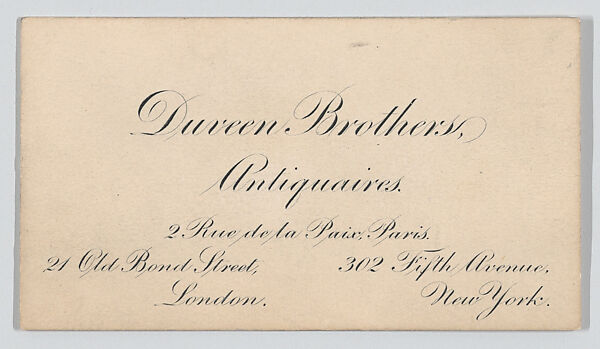 Duveen Brothers,
Antiquaires.
2 Rue de la Paix, Paris.
21 Old Bond Street,
London.
302 Fifth Avenue,
New York.